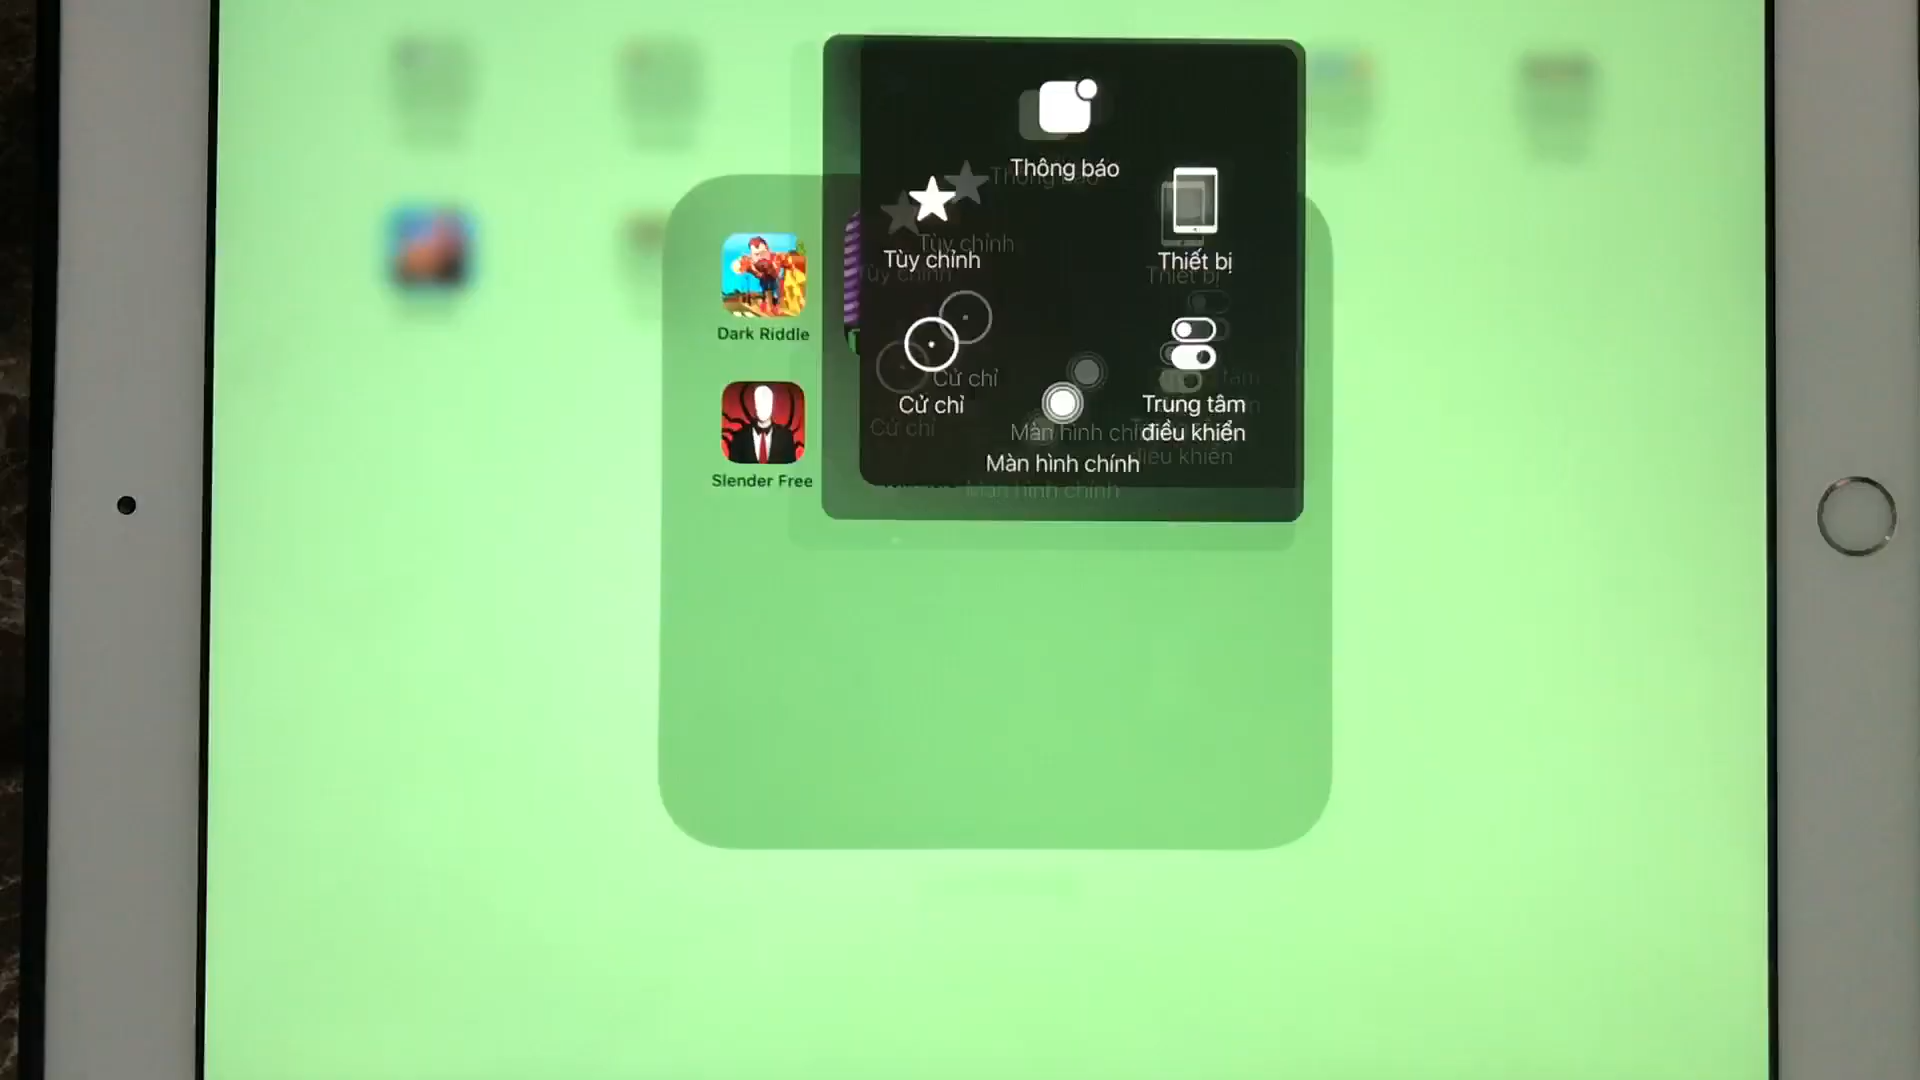 Thông báo
Tùy chỉnh
Thiết bị
Cử chỉ
Trung tâm
điều khiển
Màn hình chính
Dark Riddle
Slender Free